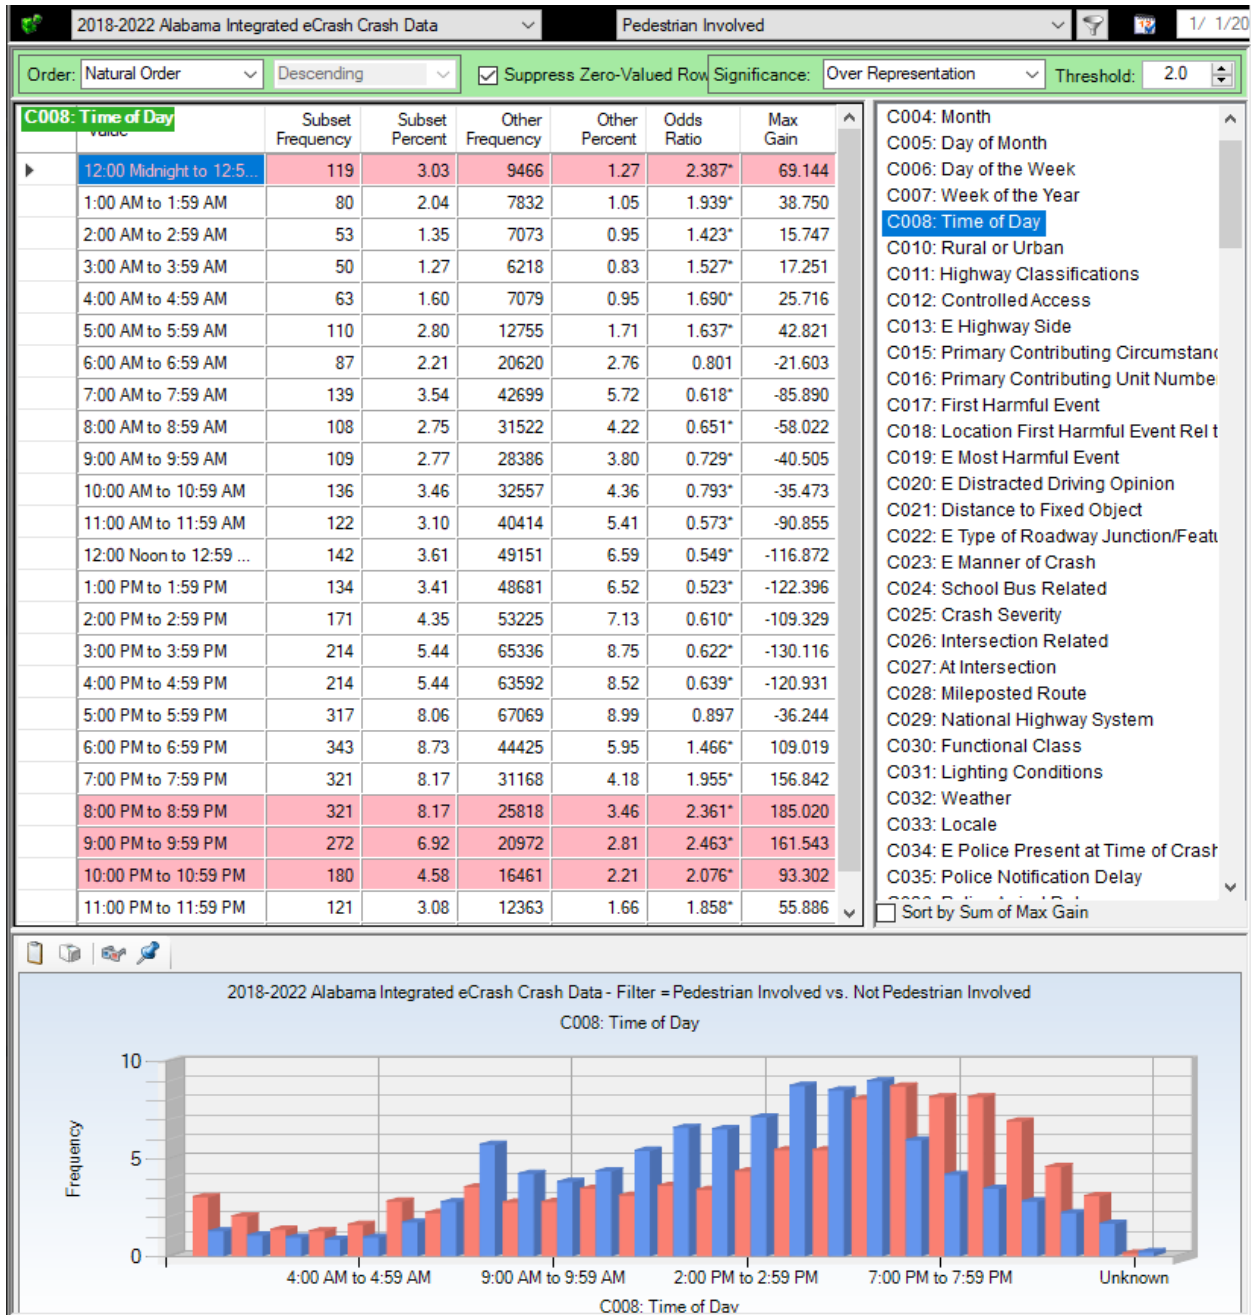 2018-2022 Alabama Integrated eCrash Crash Data Pedestrian Involved 1/ 1/20
Order: Natural Order Descending Suppress Zero-Valued Row Significance: Over Representation Threshold: 2.0
C008: Time of Day Subset Frequency Subset Percent Other Frequency Other Percent Odds Ratio Max Gain
12:00 Midnight to 12:5... 119 3.03 9466 1.27 2.387* 69.144
1:00 AM to 1:59 AM 80 2.04 7832 1.05 1.939* 38.750
2:00 AM to 2:59 AM 53 1.35 7073 0.95 1.423* 15.747
3:00 AM to 3:59 AM 50 1.27 6218 0.83 1.527* 17.251
4:00 AM to 4:59 AM 63 1.60 7079 0.95 1.690* 25.716
5:00 AM to 5:59 AM 110 2.80 12755 1.71 1.637* 42.821
6:00 AM to 6:59 AM 87 2.21 20620 2.76 0.801 -21.603
7:00 AM to 7:59 AM 139 3.54 42699 5.72 0.618* -85.890
8:00 AM to 8:59 AM 108 2.75 31522 4.22 0.651* -58.022
9:00 AM to 9:59 AM 109 2.77 28386 3.80 0.729* -40.505
10:00 AM to 10:59 AM 136 3.46 32557 4.36 0.793* -35.473
11:00 AM to 11:59 AM 122 3.10 40414 5.41 0.573* -90.855
12:00 Noon to 12:59 ... 142 3.61 49151 6.59 0.549* -116.872
1:00 PM to 1:59 PM 134 3.41 48681 6.52 0.523* -122.396
2:00 PM to 2:59 PM 171 4.35 53225 7.13 0.610* -109.329
3:00 PM to 3:59 PM 214 5.44 65336 8.75 0.622* -130.116
4:00 PM to 4:59 PM 214 5.44 63592 8.52 0.639* -120.931
5:00 PM to 5:59 PM 317 8.06 67069 8.99 0.897 -36.244
6:00 PM to 6:59 PM 343 8.73 44425 5.95 1.466* 109.019
7:00 PM to 7:59 PM 321 8.17 31168 4.18 1.955* 156.842
8:00 PM to 8:59 PM 321 8.17 25818 3.46 2.361* 185.020
9:00 PM to 9:59 PM 272 6.92 20972 2.81 2.463* 161.543
10:00 PM to 10:59 PM 180 4.58 16461 2.21 2.076* 93.302
11:00 PM to 11:59 PM 121 3.08 12363 1.66 1.858* 55.886
C004: Month
C005: Day of Month
C006: Day of the Week
C007: Week of the Year
C008: Time of Day
C010: Rural or Urban
C011: Highway Classifications
C012: Controlled Access
C013: E Highway Side
C015: Primary Contributing Circumstanc
C016: Primary Contributing Unit Numbe
C017: First Harmful Event
C018: Location First Harmful Event Rel t
C019: E Most Harmful Event
C020: E Distracted Driving Opinion
C021: Distance to Fixed Object
C022: E Type of Roadway Junction/Featu
C023: E Manner of Crash
C024: School Bus Related
C025: Crash Severity
C026: Intersection Related
C027: At Intersection
C028: Mileposted Route
C029: National Highway System
C030: Functional Class
C031: Lighting Conditions
C032: Weather
C033: Locale
C034: E Police Present at Time of Crash
C035: Police Notification Delay
Sort by Sum of Max Gain
2018-2022 Alabama Integrated eCrash Crash Data - Filter = Pedestrian Involved vs. Not Pedestrian Involved
C008: Time of Day
10
5
0
Frequency
4:00 AM to 4:59 AM 9:00 AM to 9:59 AM 2:00 PM to 2:59 PM 7:00 PM to 7:59 PM Unknown
C008: Time of Day